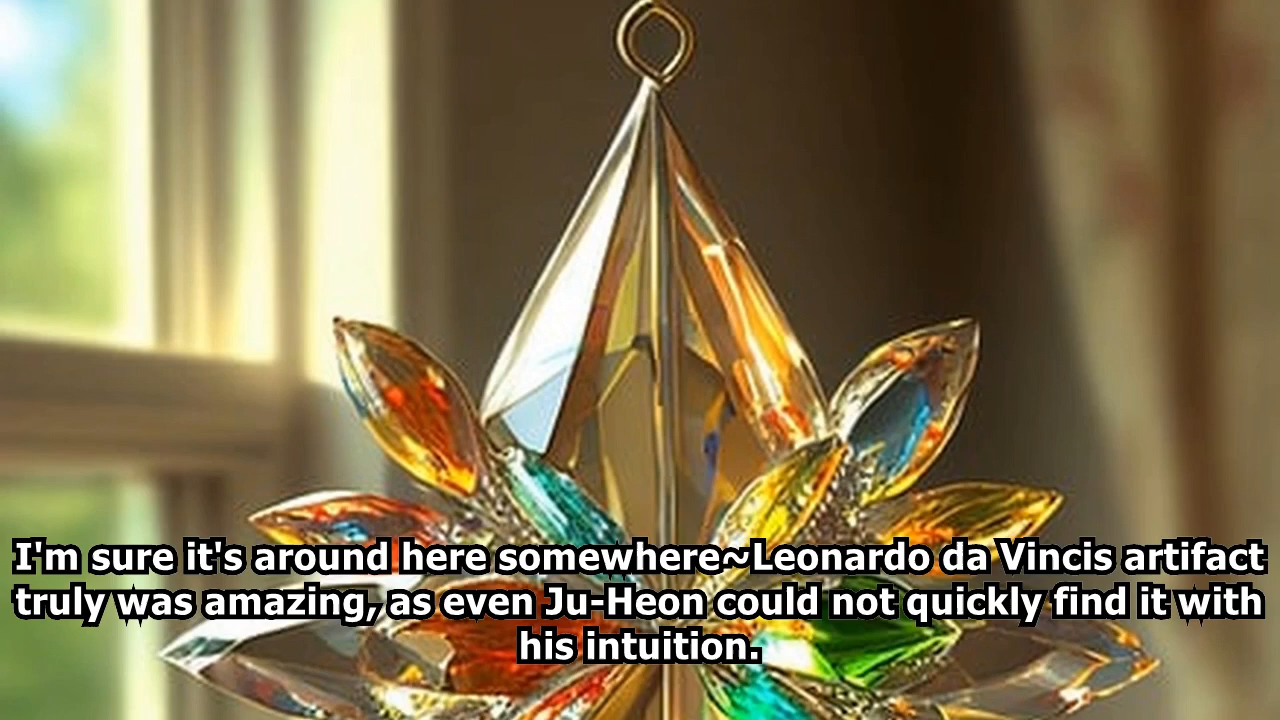 I'm sure it's around here somewhere~Leonardo da Vincis artifact
truly was amazing, as even Ju-Heon could not quickly find it with
his intuition.